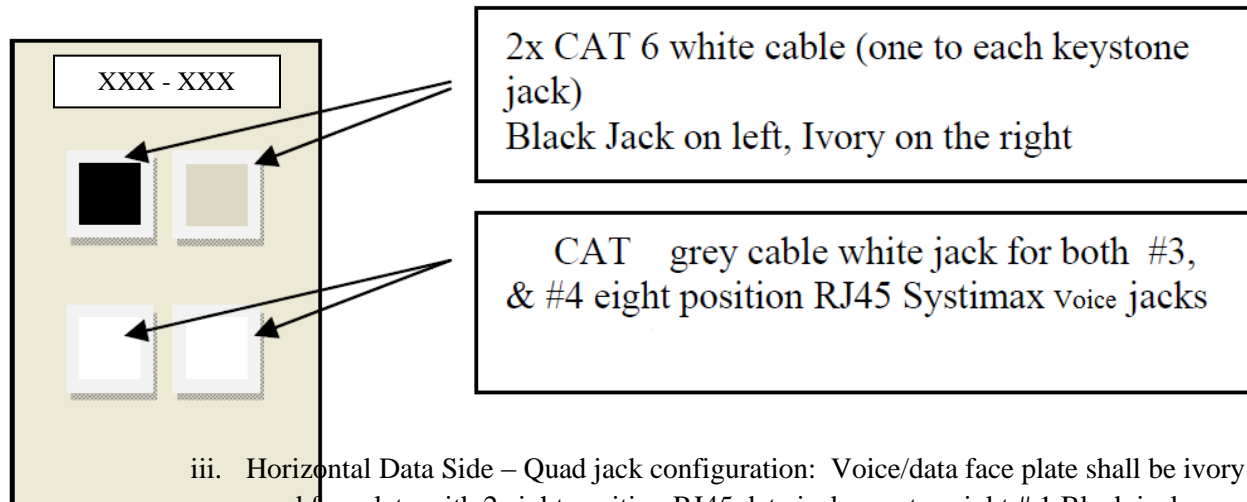 XXX - XXX
2x CAT 6 white cable (one to each keystone
jack)
Black Jack on left, Ivory on the right
CAT grey cable white jack for both #3,
& #4 eight position RJ45 Systimax Voice jacks
iii. Horizontal Data Side – Quad jack configuration: Voice/data face plate shall be ivory